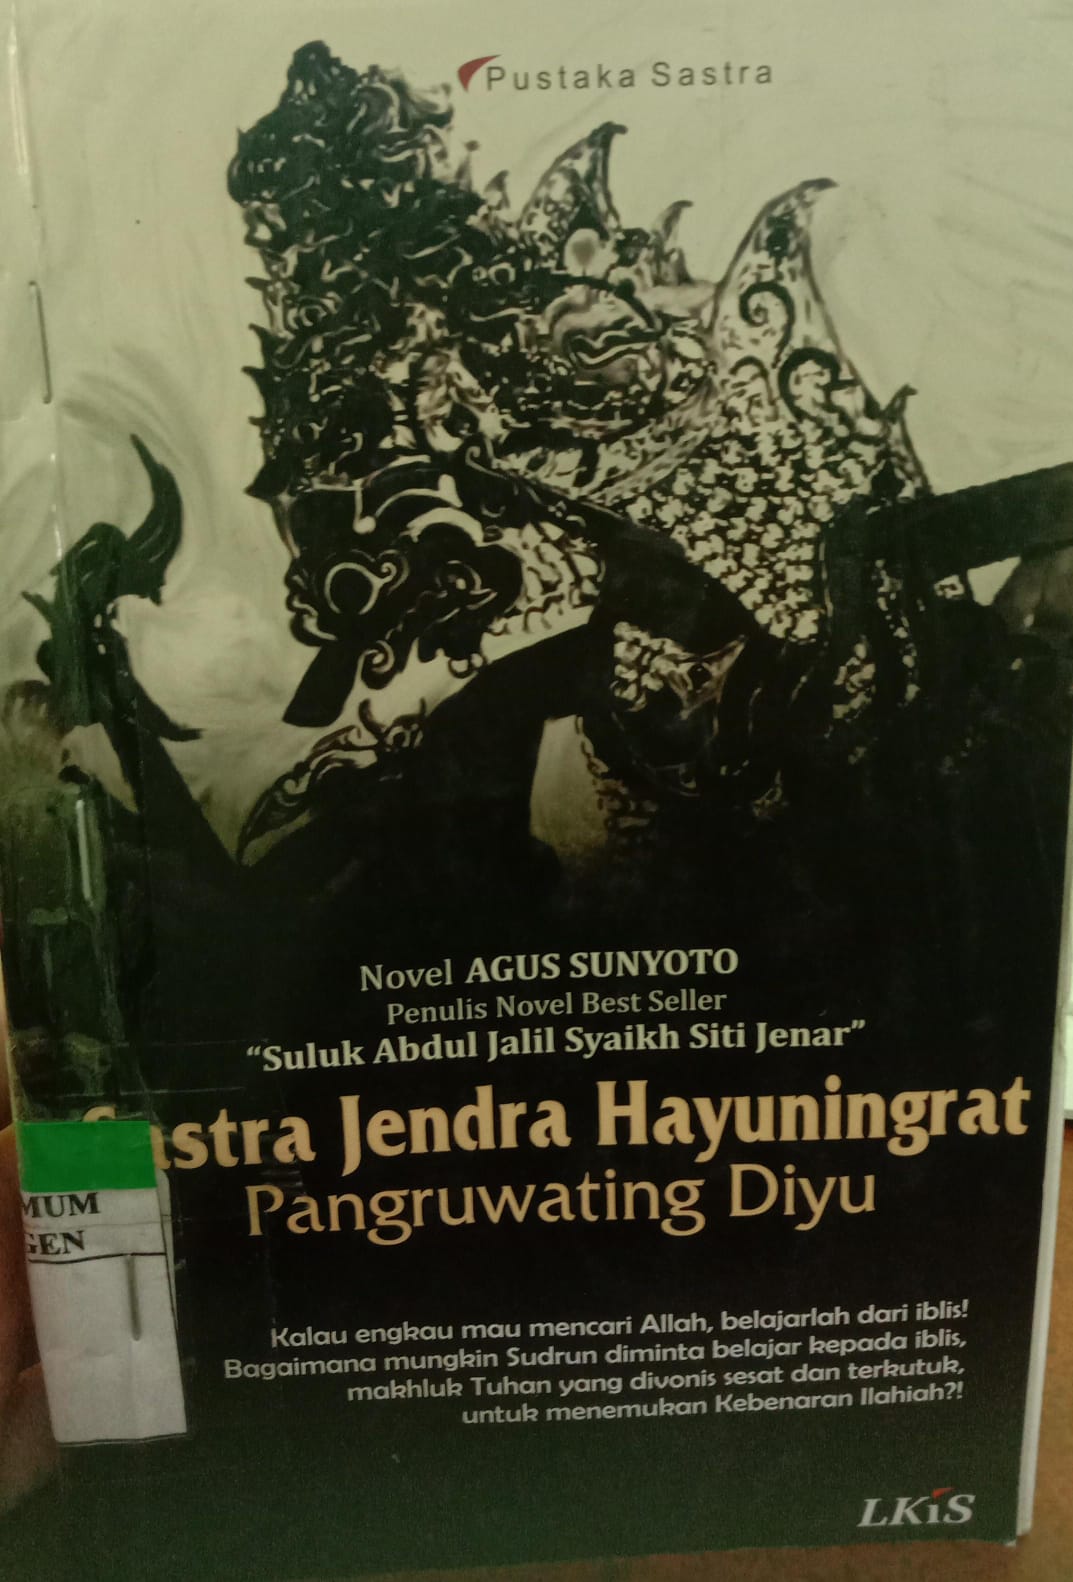 Pustaka Sastra
Novel AGUS SUNYOTO
Penulis Novel Best Seller
“Suluk Abdul Jalil Syaikh Siti Jenar”
Sastra Jendra Hayuningrat
Pangruwating Diyu
MUM
GEN
Kalau engkau mau mencari Allah, belajarlah dari iblis!
Bagaimana mungkin Sudrun diminta belajar kepada iblis,
makhluk Tuhan yang divonis sesat dan terkutuk,
untuk menemukan Kebenaran Ilahiah?!
LKiS